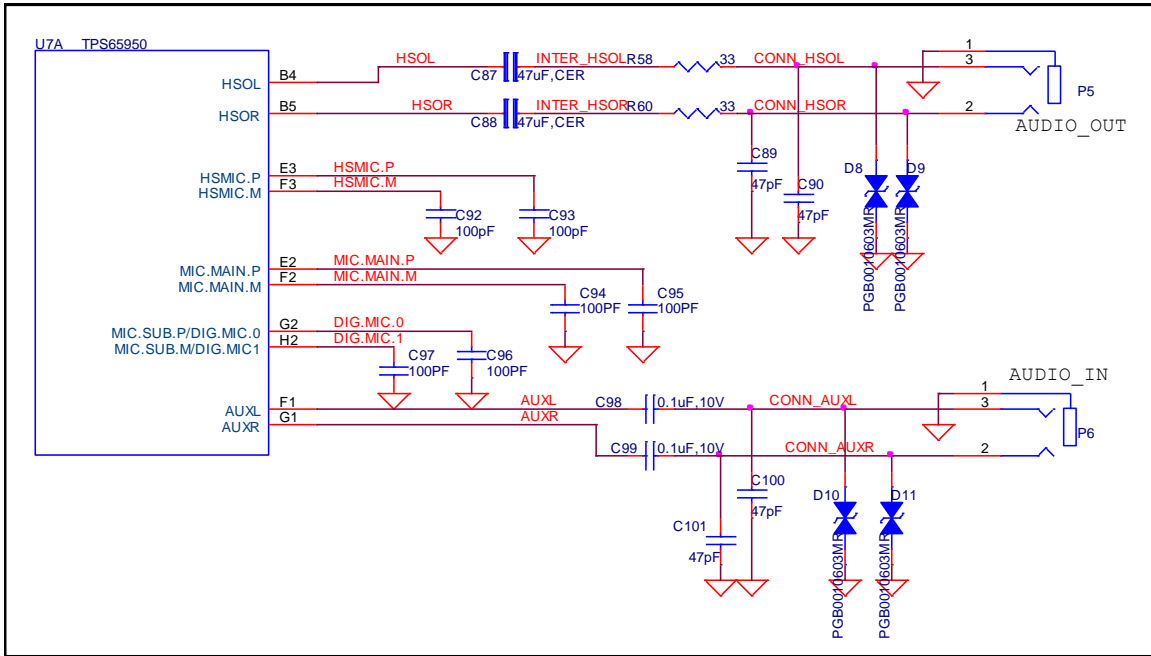 U7A TPS65950
HSOL B4 HSOL C87 47uF,CER INTER_HSOL R58 33 CONN_HSOL 1 3
HSOR B5 HSOR C88 47uF,CER INTER_HSOR R60 33 CONN_HSOR 2 P5
AUDIO_OUT
C89 47pF
C90 47pF
D8 PGB0010603MR
D9 PGB0010603MR
HSMIC.P E3 HSMIC.P
HSMIC.M F3 HSMIC.M
C92 100pF
C93 100pF
MIC.MAIN.P E2 MIC.MAIN.P
MIC.MAIN.M F2 MIC.MAIN.M
C94 100PF
C95 100PF
MIC.SUB.P/DIG.MIC.0 G2 DIG.MIC.0
MIC.SUB.M/DIG.MIC1 H2 DIG.MIC.1
C97 100PF
C96 100PF
AUDIO_IN
AUXL F1 AUXL C98 0.1uF,10V CONN_AUXL 1 3
AUXR G1 AUXR C99 0.1uF,10V CONN_AUXR 2 P6
C100 47pF
C101 47pF
D10 PGB0010603MR
D11 PGB0010603MR